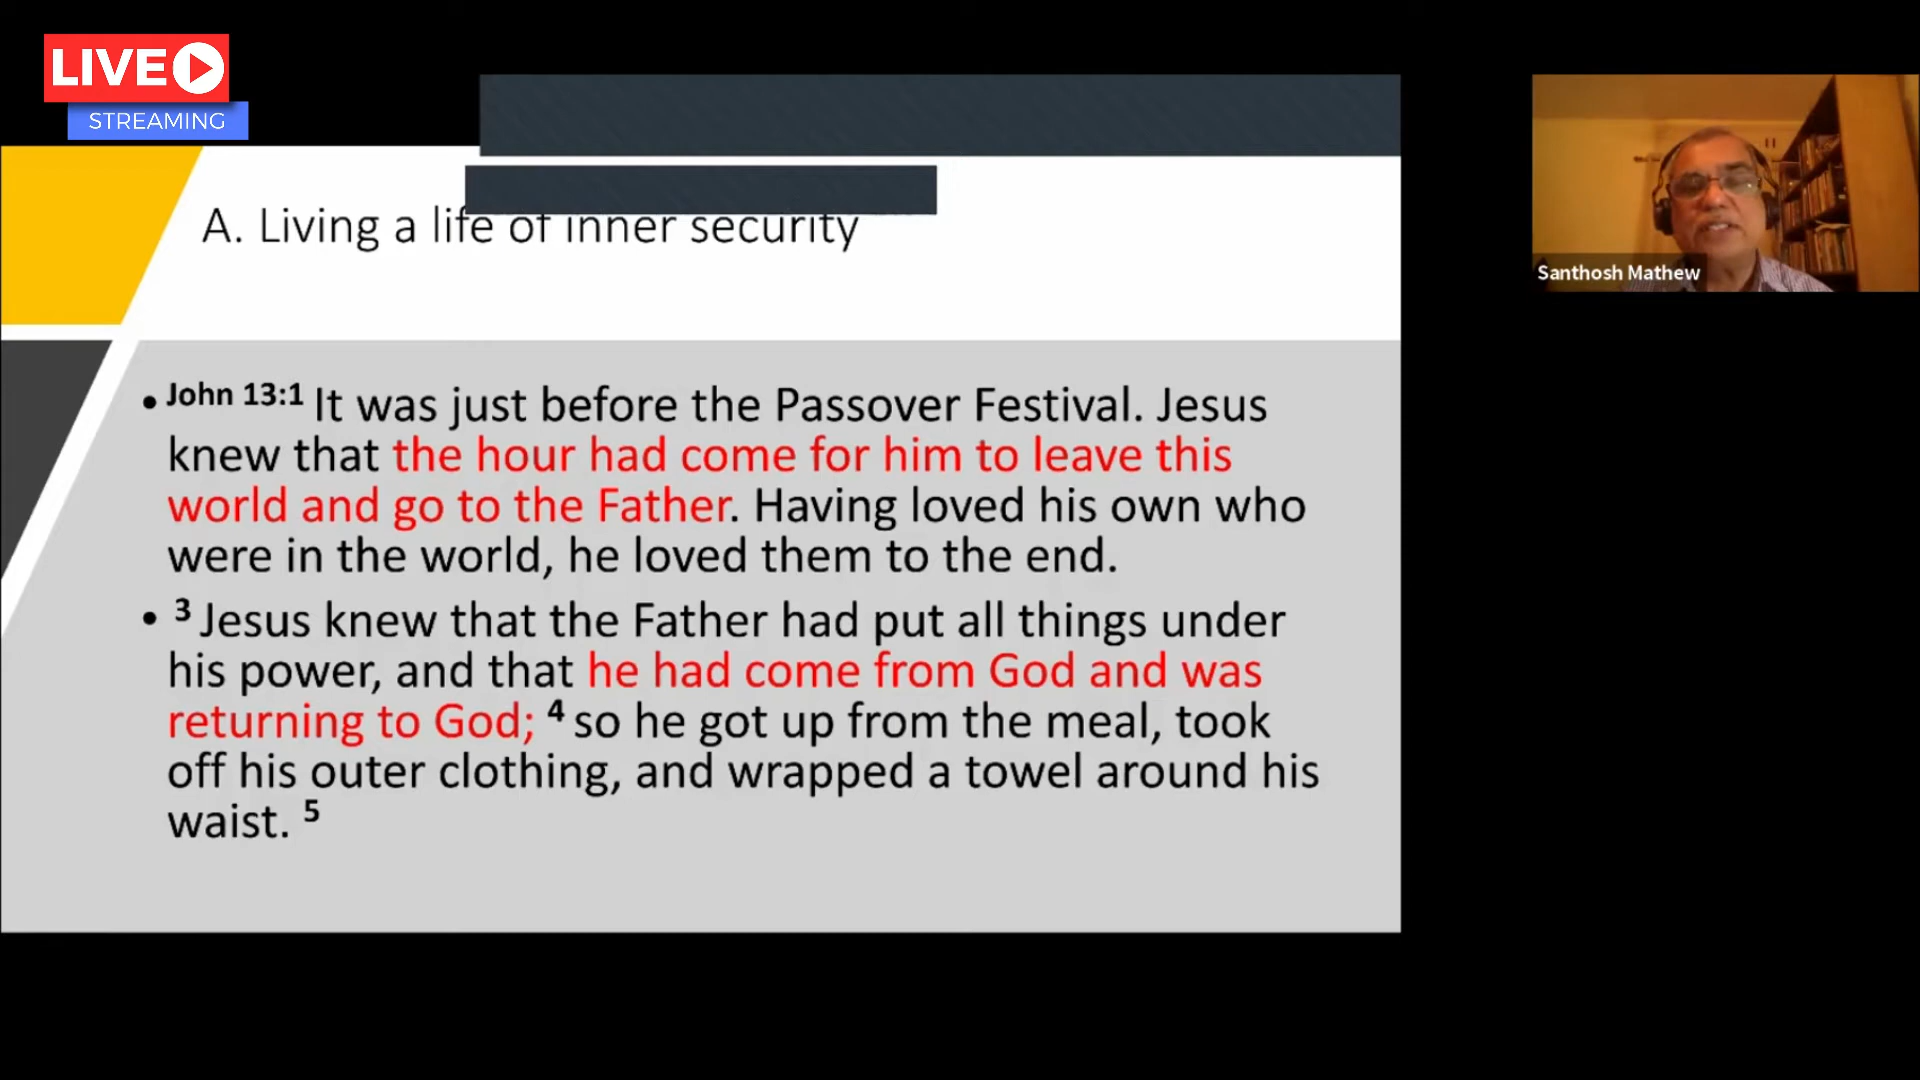 LIVE
STREAMING
A. Living a life of inner security
Santhosh Mathew
• John 13:1 It was just before the Passover Festival. Jesus
knew that the hour had come for him to leave this
world and go to the Father. Having loved his own who
were in the world, he loved them to the end.
• 3 Jesus knew that the Father had put all things under
his power, and that he had come from God and was
returning to God; 4 so he got up from the meal, took
off his outer clothing, and wrapped a towel around his
waist. 5